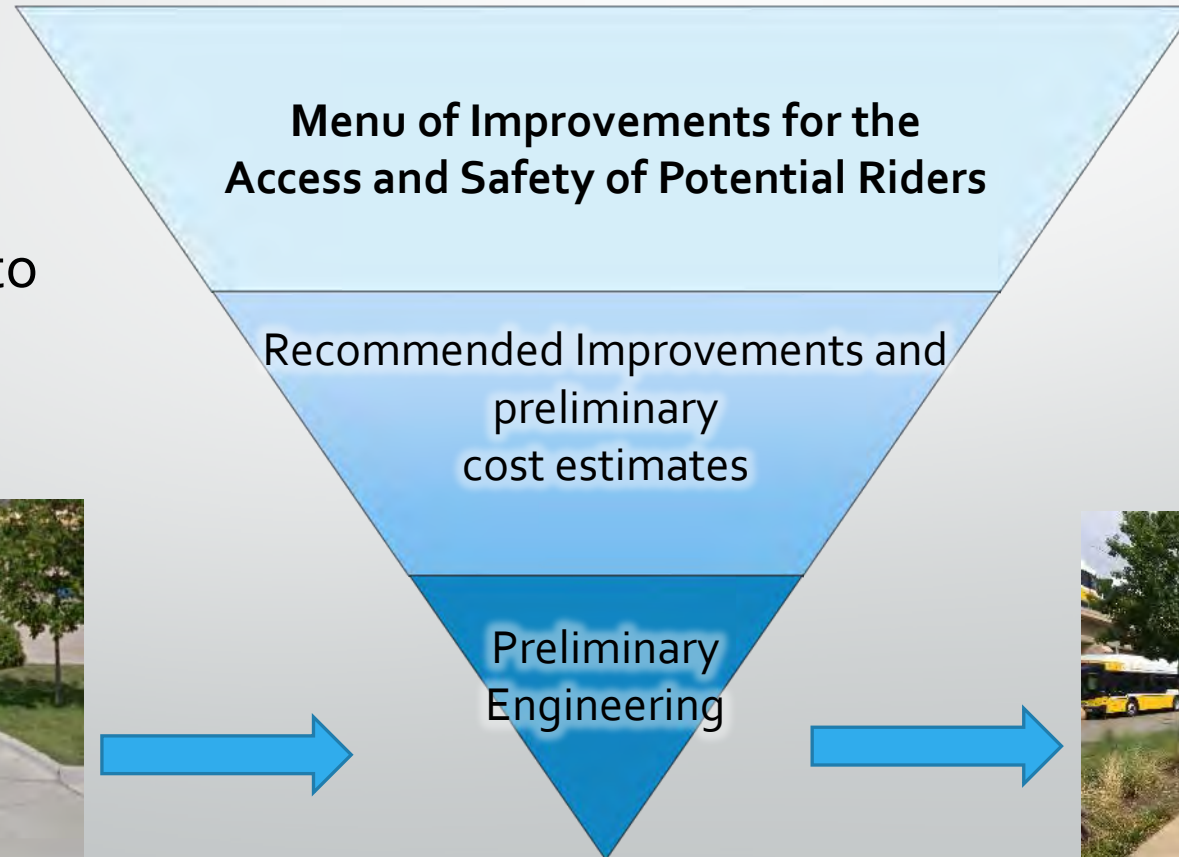 Menu of Improvements for the
Access and Safety of Potential Riders
to
Recommended Improvements and
preliminary
cost estimates
Preliminary
Engineering